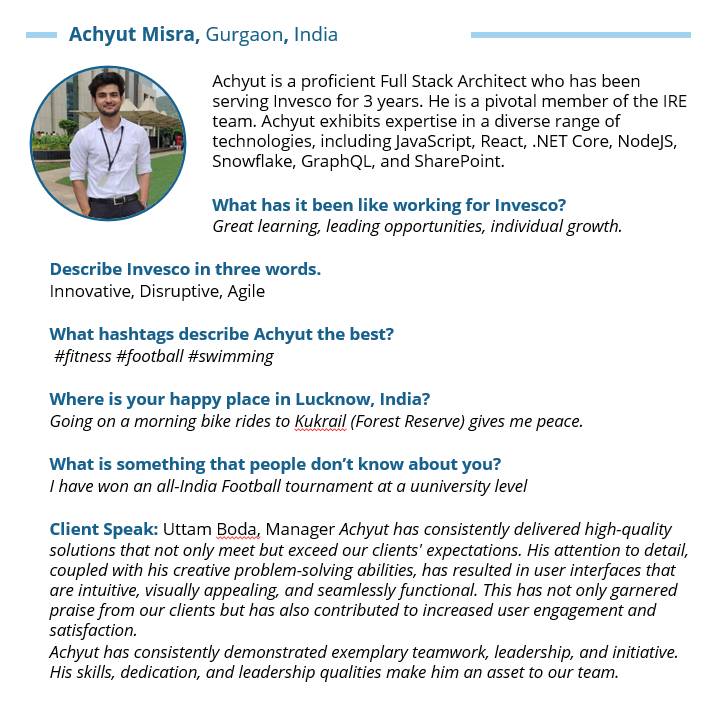 Achyut Misra, Gurgaon, India
Achyut is a proficient Full Stack Architect who has been
serving Invesco for 3 years. He is a pivotal member of the IRE
team. Achyut exhibits expertise in a diverse range of
technologies, including JavaScript, React, .NET Core, NodeJS,
Snowflake, GraphQL, and SharePoint.
What has it been like working for Invesco?
Great learning, leading opportunities, individual growth.
Describe Invesco in three words.
Innovative, Disruptive, Agile
What hashtags describe Achyut the best?
#fitness #football #swimming
Where is your happy place in Lucknow, India?
Going on a morning bike rides to Kukrail (Forest Reserve) gives me peace.
What is something that people don’t know about you?
I have won an all-India Football tournament at a uuniversity level
Client Speak: Uttam Boda, Manager Achyut has consistently delivered high-quality
solutions that not only meet but exceed our clients' expectations. His attention to detail,
coupled with his creative problem-solving abilities, has resulted in user interfaces that
are intuitive, visually appealing, and seamlessly functional. This has not only garnered
praise from our clients but has also contributed to increased user engagement and
satisfaction.
Achyut has consistently demonstrated exemplary teamwork, leadership, and initiative.
His skills, dedication, and leadership qualities make him an asset to our team.